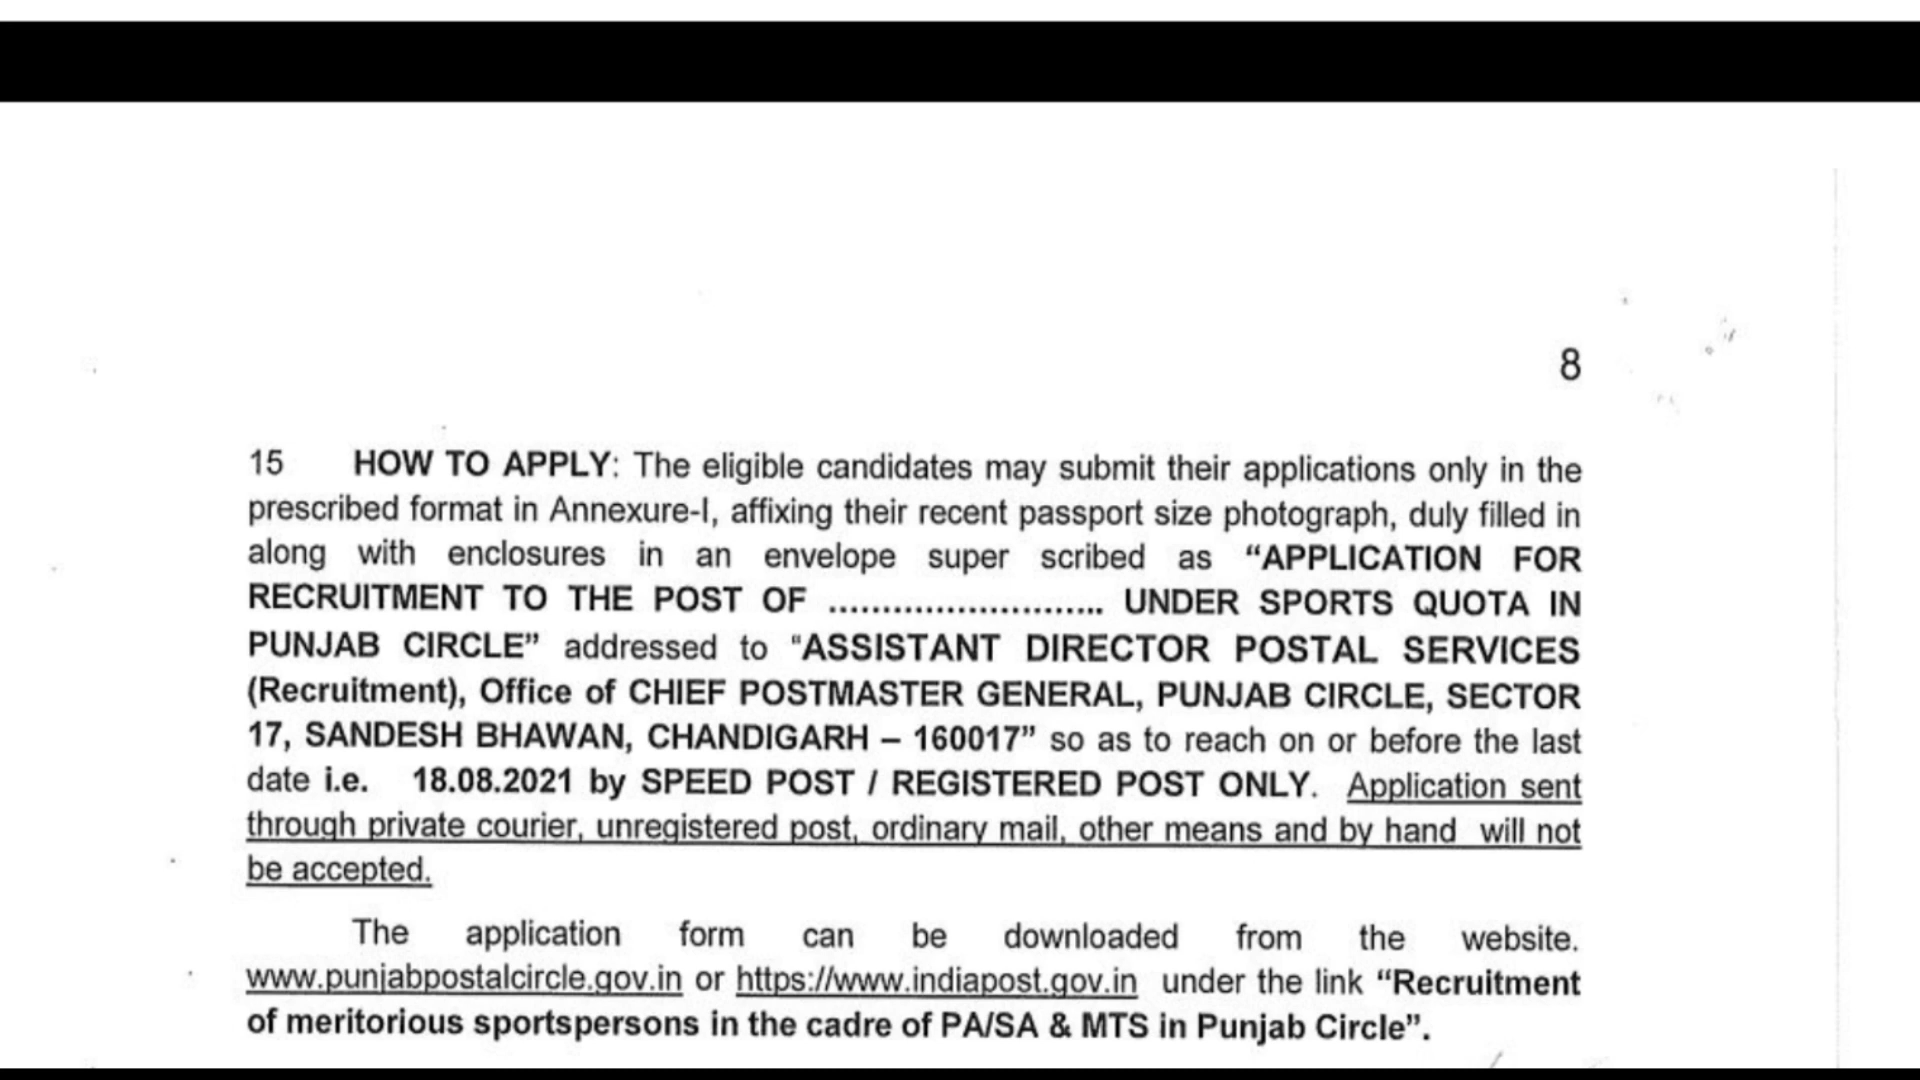 8
15 HOW TO APPLY: The eligible candidates may submit their applications only in the
prescribed format in Annexure-I, affixing their recent passport size photograph, duly filled in
along with enclosures in an envelope super scribed as “APPLICATION FOR
RECRUITMENT TO THE POST OF ........................... UNDER SPORTS QUOTA IN
PUNJAB CIRCLE” addressed to “ASSISTANT DIRECTOR POSTAL SERVICES
(Recruitment), Office of CHIEF POSTMASTER GENERAL, PUNJAB CIRCLE, SECTOR
17, SANDESH BHAWAN, CHANDIGARH – 160017” so as to reach on or before the last
date i.e. 18.08.2021 by SPEED POST / REGISTERED POST ONLY. Application sent
through private courier, unregistered post, ordinary mail, other means and by hand will not
be accepted.
The application form can be downloaded from the website.
www.punjabpostalcircle.gov.in or https://www.indiapost.gov.in under the link “Recruitment
of meritorious sportspersons in the cadre of PA/SA & MTS in Punjab Circle”.